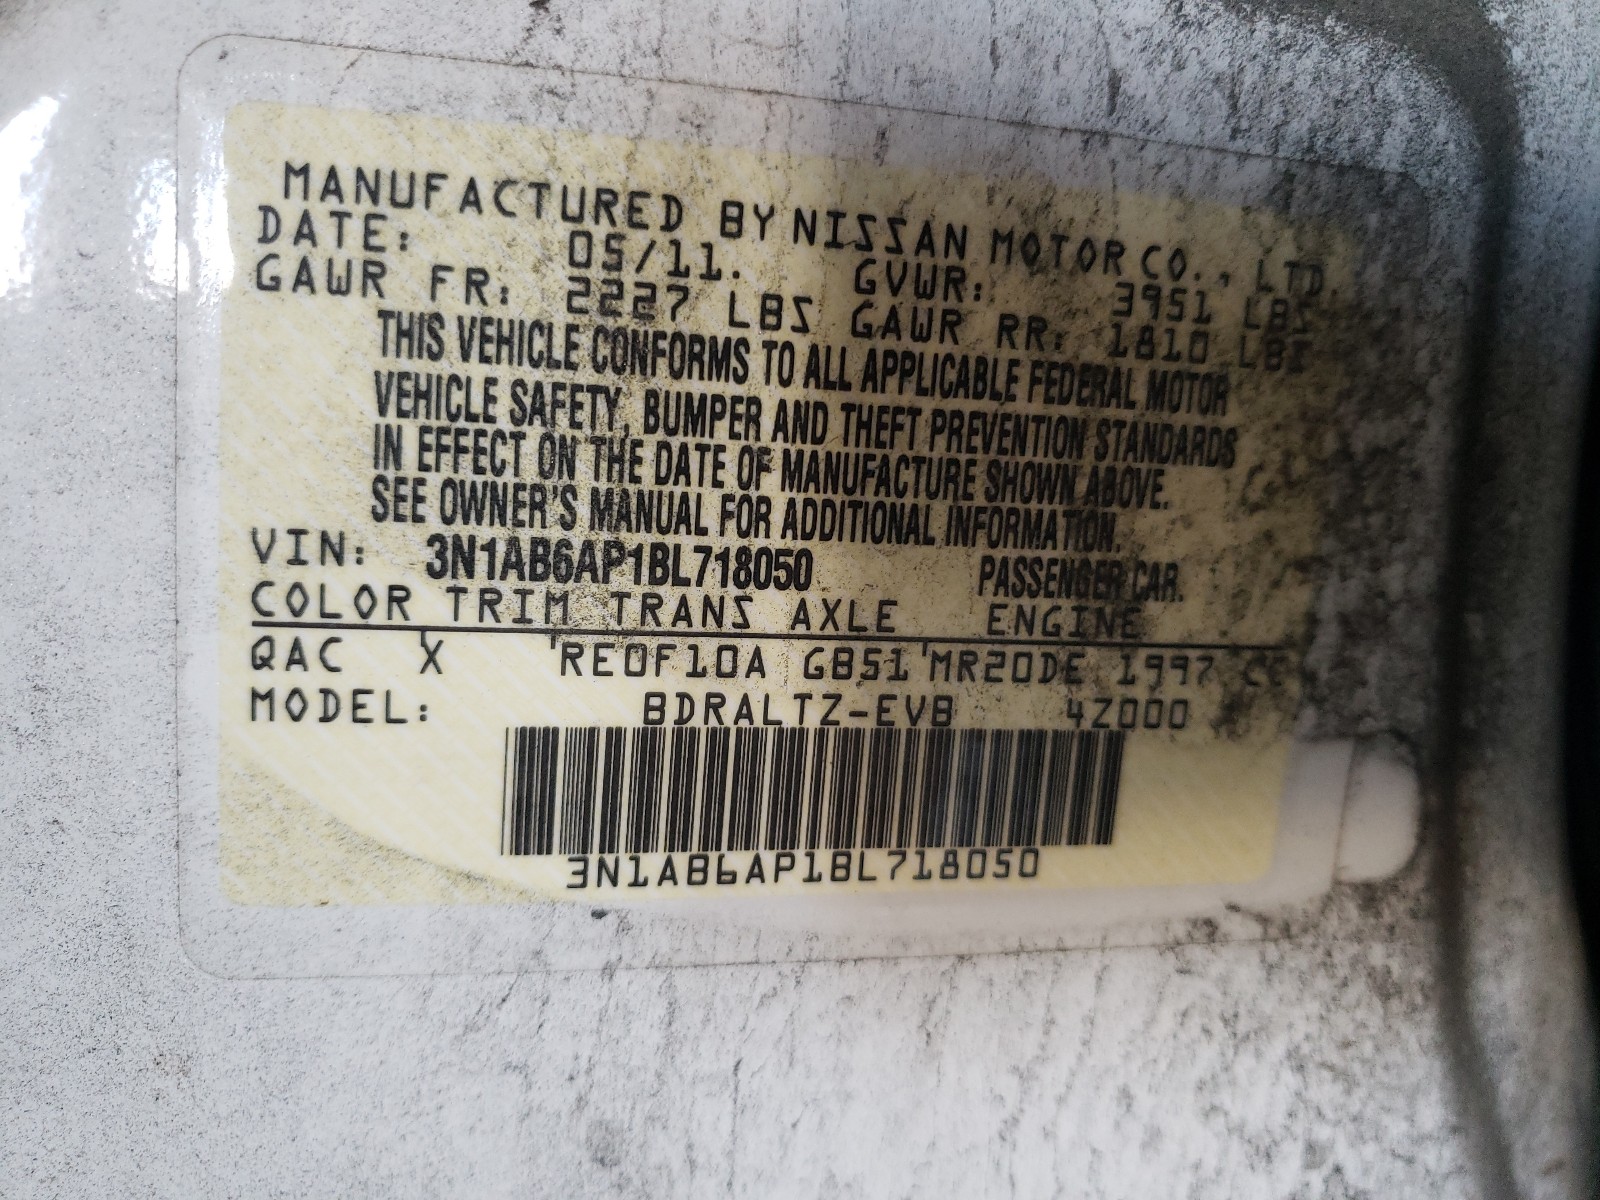 MANUFACTURED BY NISSAN MOTOR CO., LTD.
DATE: 05/11. GVWR: 3951 LBS
GAWR FR: 2227 LBS GAWR RR: 1810 LBS
THIS VEHICLE CONFORMS TO ALL APPLICABLE FEDERAL MOTOR
VEHICLE SAFETY, BUMPER AND THEFT PREVENTION STANDARDS
IN EFFECT ON THE DATE OF MANUFACTURE SHOWN ABOVE.
SEE OWNER'S MANUAL FOR ADDITIONAL INFORMATION.
VIN: 3N1AB6AP1BL718050 PASSENGER CAR.
COLOR TRIM TRANS AXLE ENGINE
QAC X RE0F10A GB51 MR20DE 1997 CC
MODEL: BDRALTZ-EVB 4Z000
3N1AB6AP1BL718050